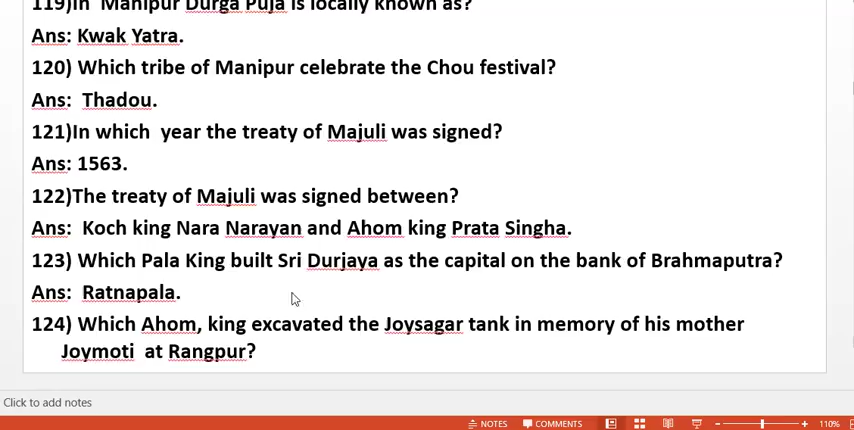 119)In Manipur Durga Puja is locally known as?
Ans: Kwak Yatra.
120) Which tribe of Manipur celebrate the Chou festival?
Ans: Thadou.
121)In which year the treaty of Majuli was signed?
Ans: 1563.
122)The treaty of Majuli was signed between?
Ans: Koch king Nara Narayan and Ahom king Prata Singha.
123) Which Pala King built Sri Durjaya as the capital on the bank of Brahmaputra?
Ans: Ratnapala.
124) Which Ahom, king excavated the Joysagar tank in memory of his mother
Joymoti at Rangpur?
Click to add notes
NOTES COMMENTS 110%